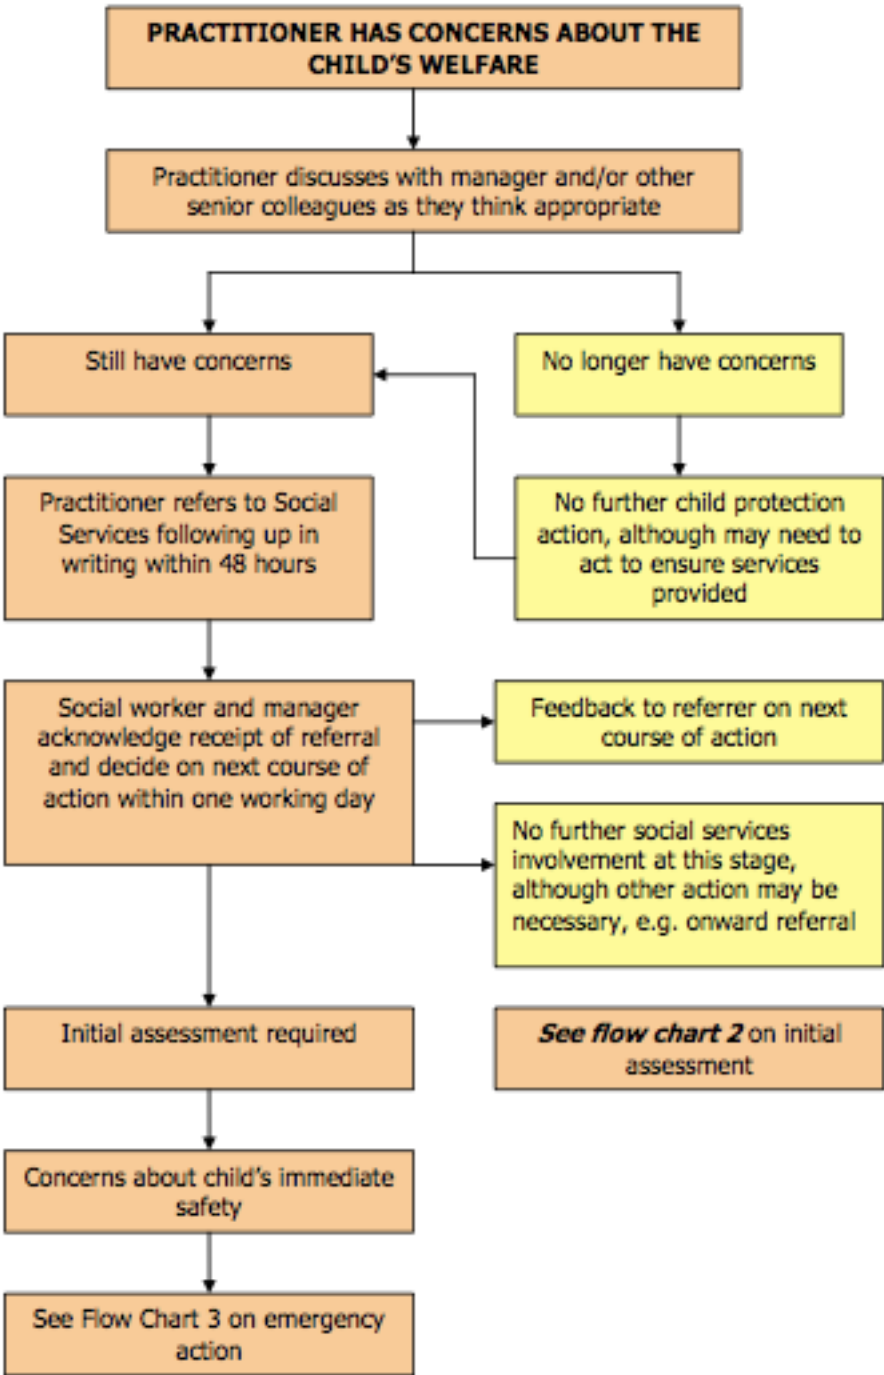 PRACTITIONER HAS CONCERNS ABOUT THE
CHILD'S WELFARE
Practitioner discusses with manager and/or other
senior colleagues as they think appropriate
Still have concerns
No longer have concerns
Practitioner refers to Social
Services following up in
writing within 48 hours
No further child protection
action, although may need to
act to ensure services
provided
Social worker and manager
acknowledge receipt of referral
and decide on next course of
action within one working day
Feedback to referrer on next
course of action
No further social services
involvement at this stage,
although other action may be
necessary, e.g. onward referral
Initial assessment required
See flow chart 2 on initial
assessment
Concerns about child's immediate
safety
See Flow Chart 3 on emergency
action